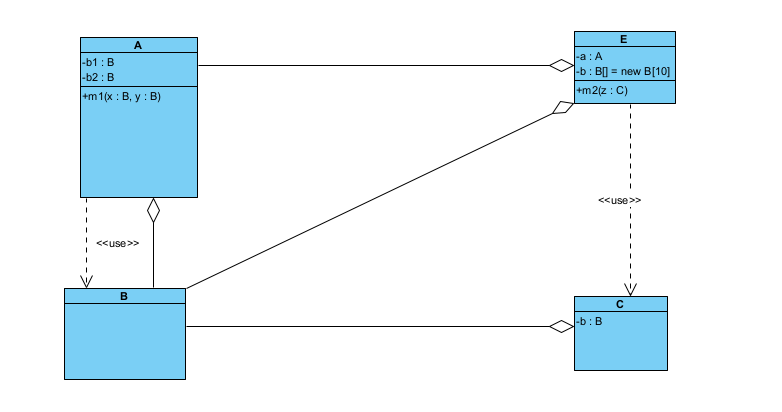 A
-b1 : B
-b2 : B
+m1(x : B, y : B)
E
-a : A
-b : B[] = new B[10]
+m2(z : C)
<<use>>
<<use>>
B
C
-b : B